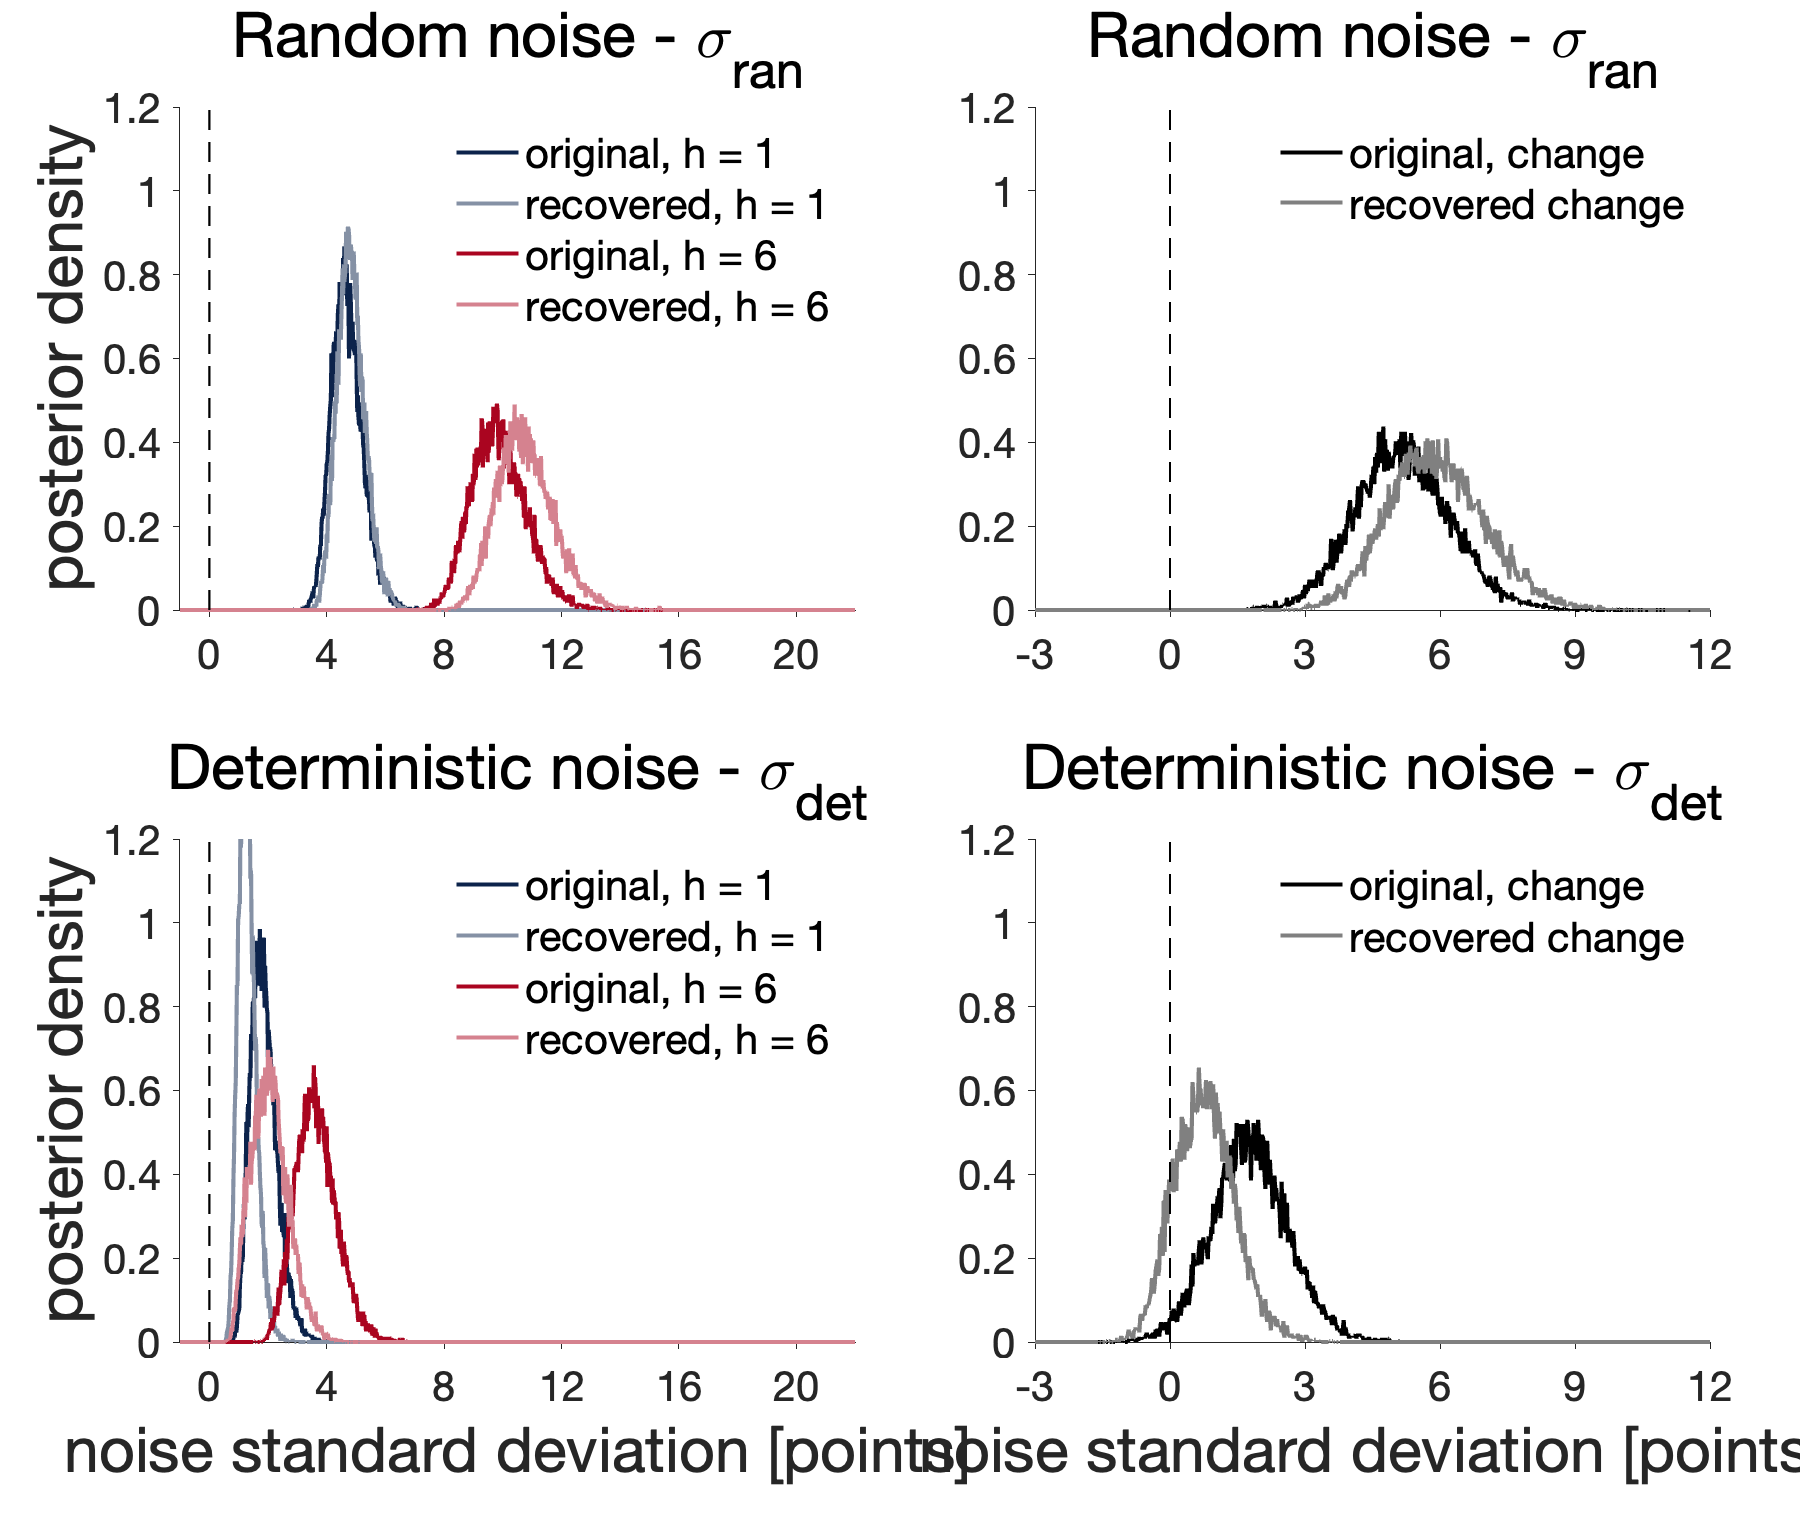 Random noise - σran
Random noise - σran
posterior density
1.2
1
0.8
0.6
0.4
0.2
0
0 4 8 12 16 20
original, h = 1
recovered, h = 1
original, h = 6
recovered, h = 6
1.2
1
0.8
0.6
0.4
0.2
0
-3 0 3 6 9 12
original, change
recovered change
Deterministic noise - σdet
Deterministic noise - σdet
posterior density
1.2
1
0.8
0.6
0.4
0.2
0
0 4 8 12 16 20
original, h = 1
recovered, h = 1
original, h = 6
recovered, h = 6
noise standard deviation [points]
1.2
1
0.8
0.6
0.4
0.2
0
-3 0 3 6 9 12
original, change
recovered change
noise standard deviation [points